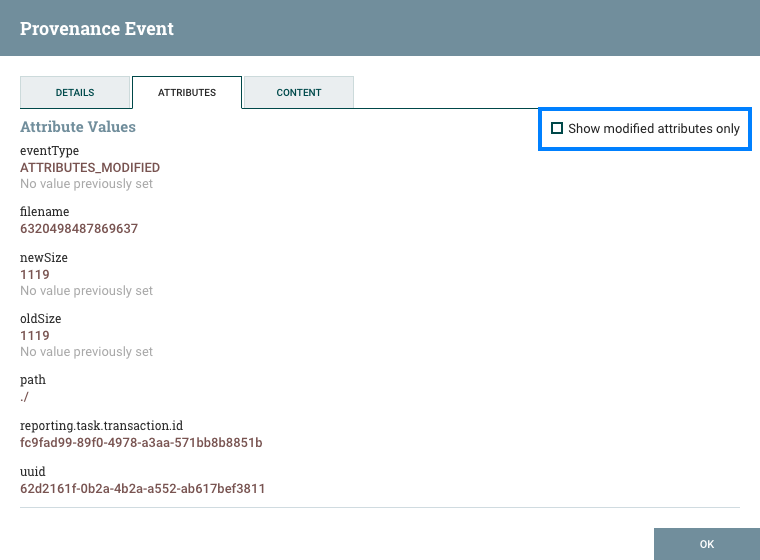 Provenance Event
DETAILS
ATTRIBUTES
CONTENT
Attribute Values
Show modified attributes only
eventType
ATTRIBUTES_MODIFIED
No value previously set
filename
6320498487869637
newSize
1119
No value previously set
oldSize
1119
No value previously set
path
./
reporting.task.transaction.id
fc9fad99-89f0-4978-a3aa-571bb8b8851b
uuid
62d2161f-0b2a-4b2a-a552-ab617bef3811
OK